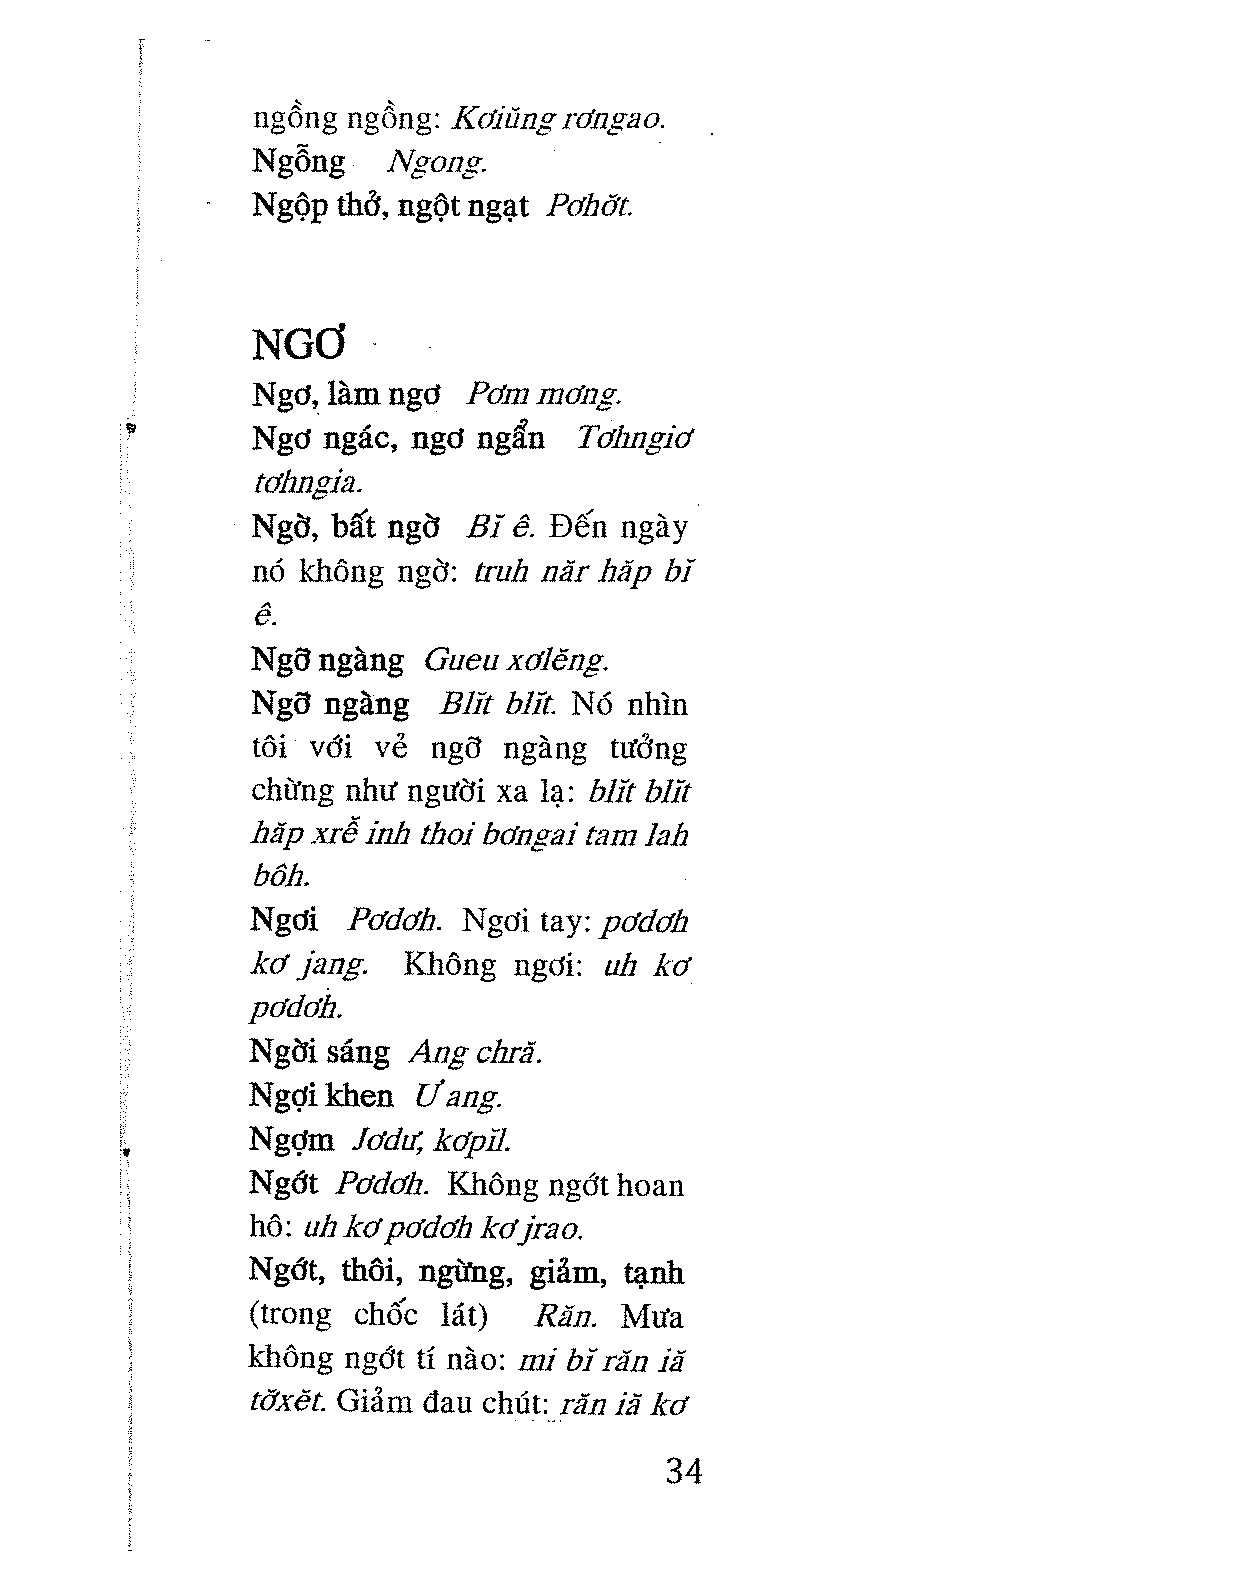 ngồng ngồng: Kơiŭng rơngao.
Ngỗng Ngong.
Ngộp thở, ngột ngạt Pơhơ̆t.
NGƠ
Ngơ, làm ngơ Pơm mơng.
Ngơ ngác, ngơ ngẩn Tơhngiơ
tơhngia.
Ngờ, bất ngờ Bĭ ê. Đến ngày
nó không ngờ: truh năr hăp bĭ
ê.
Ngỡ ngàng Gueu xơlĕng.
Ngỡ ngàng Blĭt blĭt. Nó nhìn
tôi với vẻ ngỡ ngàng tưởng
chừng như người xa lạ: blĭt blĭt
hăp xrê̆ inh thoi bơngai tam lah
bôh.
Ngơi Pơdơh. Ngơi tay: pơdơh
kơ jang. Không ngơi: uh kơ
pơdơh.
Ngời sáng Ang chră.
Ngợi khen Ư ang.
Ngợm Jơdư, kơpĭl.
Ngớt Pơdơh. Không ngớt hoan
hô: uh kơ pơdơh kơ jrao.
Ngớt, thôi, ngừng, giảm, tạnh
(trong chốc lát) Răn. Mưa
không ngớt tí nào: mi bĭ răn iă
tơ̆xĕt. Giảm đau chút: răn iă kơ
34